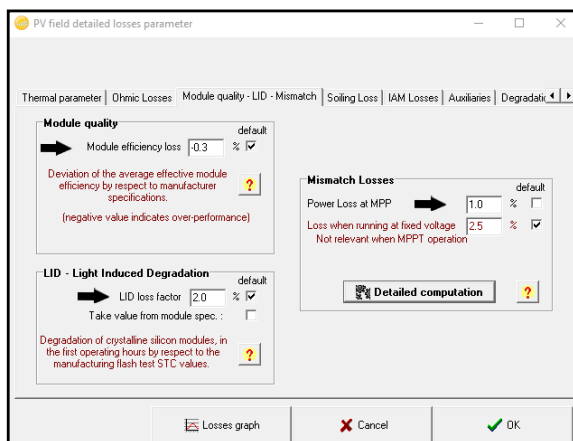 PV field detailed losses parameter
Thermal parameter Ohmic Losses Module quality - LID - Mismatch Soiling Loss IAM Losses Auxiliaries
Module quality
default
Module efficiency loss -0.3 %
Deviation of the average effective module
efficiency by respect to manufacturer
specifications.
(negative value indicates over-performance)
?
LID - Light Induced Degradation
default
LID loss factor 2.0 %
Take value from module spec. :
Degradation of crystalline silicon modules, in
the first operating hours by respect to the
manufacturing flash test STC values.
?
Mismatch Losses
default
Power Loss at MPP 1.0 %
Loss when running at fixed voltage 2.5 %
Not relevant when MPPT operation
Detailed computation ?
Losses graph Cancel OK